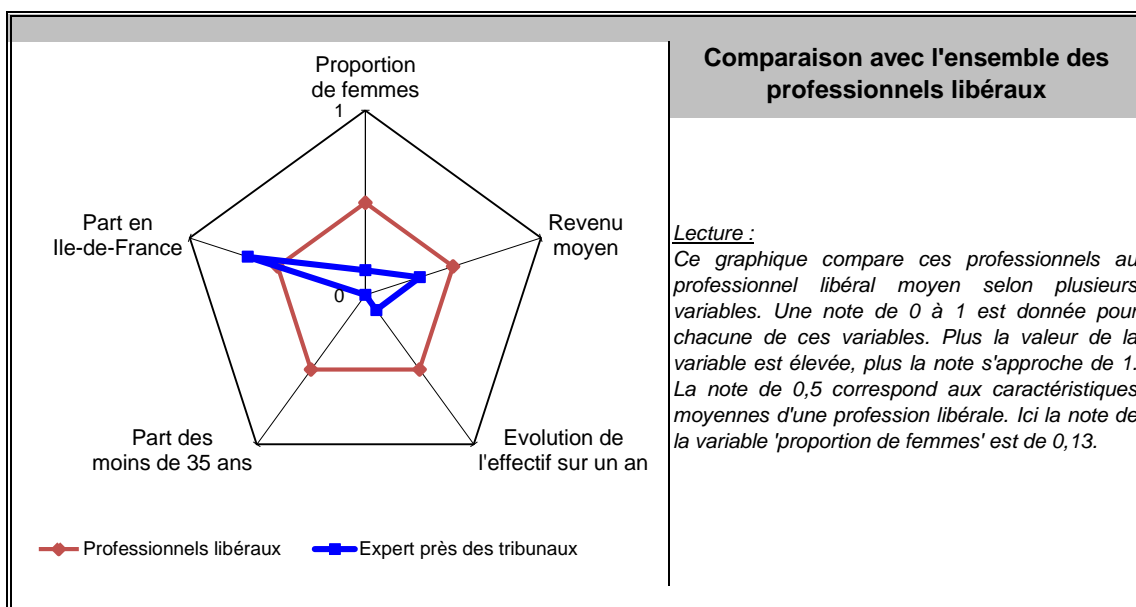 Comparaison avec l'ensemble des
professionnels libéraux
Proportion
de femmes
1
Part en
Ile-de-France
Revenu
moyen
0
Part des
moins de 35 ans
Evolution de
l'effectif sur un an
Professionnels libéraux
Expert près des tribunaux
Lecture :
Ce graphique compare ces professionnels au
professionnel libéral moyen selon plusieurs
variables. Une note de 0 à 1 est donnée pour
chacune de ces variables. Plus la valeur de la
variable est élevée, plus la note s'approche de 1.
La note de 0,5 correspond aux caractéristiques
moyennes d'une profession libérale. Ici la note de
la variable 'proportion de femmes' est de 0,13.